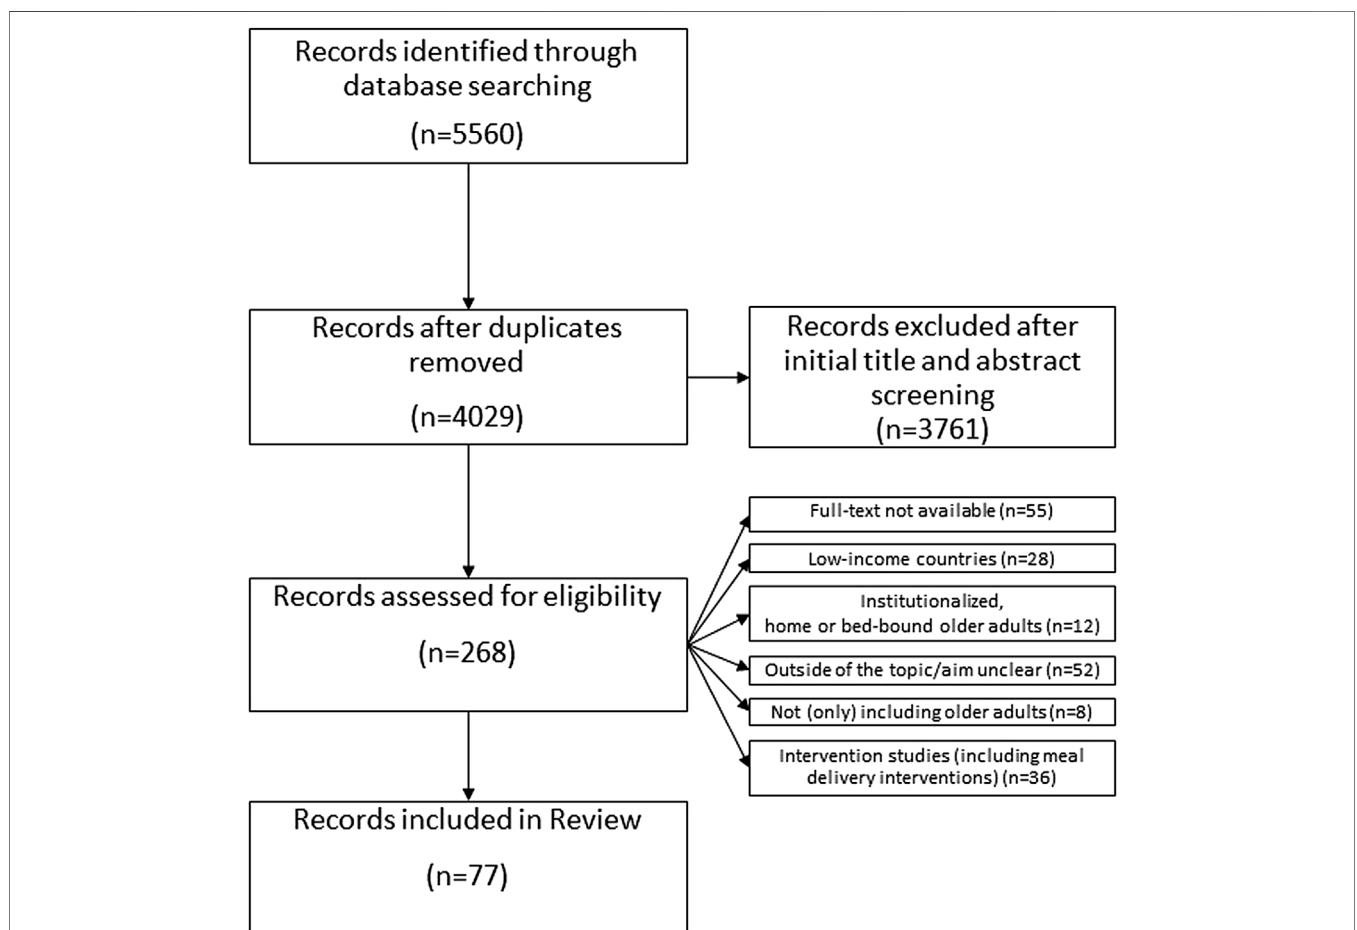 Records identified through
database searching
(n=5560)
Records after duplicates
removed
(n=4029)
Records excluded after
initial title and abstract
screening
(n=3761)
Records assessed for eligibility
(n=268)
Full-text not available (n=55)
Low-income countries (n=28)
Institutionalized,
home or bed-bound older adults (n=12)
Outside of the topic/aim unclear (n=52)
Not (only) including older adults (n=8)
Intervention studies (including meal
delivery interventions) (n=36)
Records included in Review
(n=77)